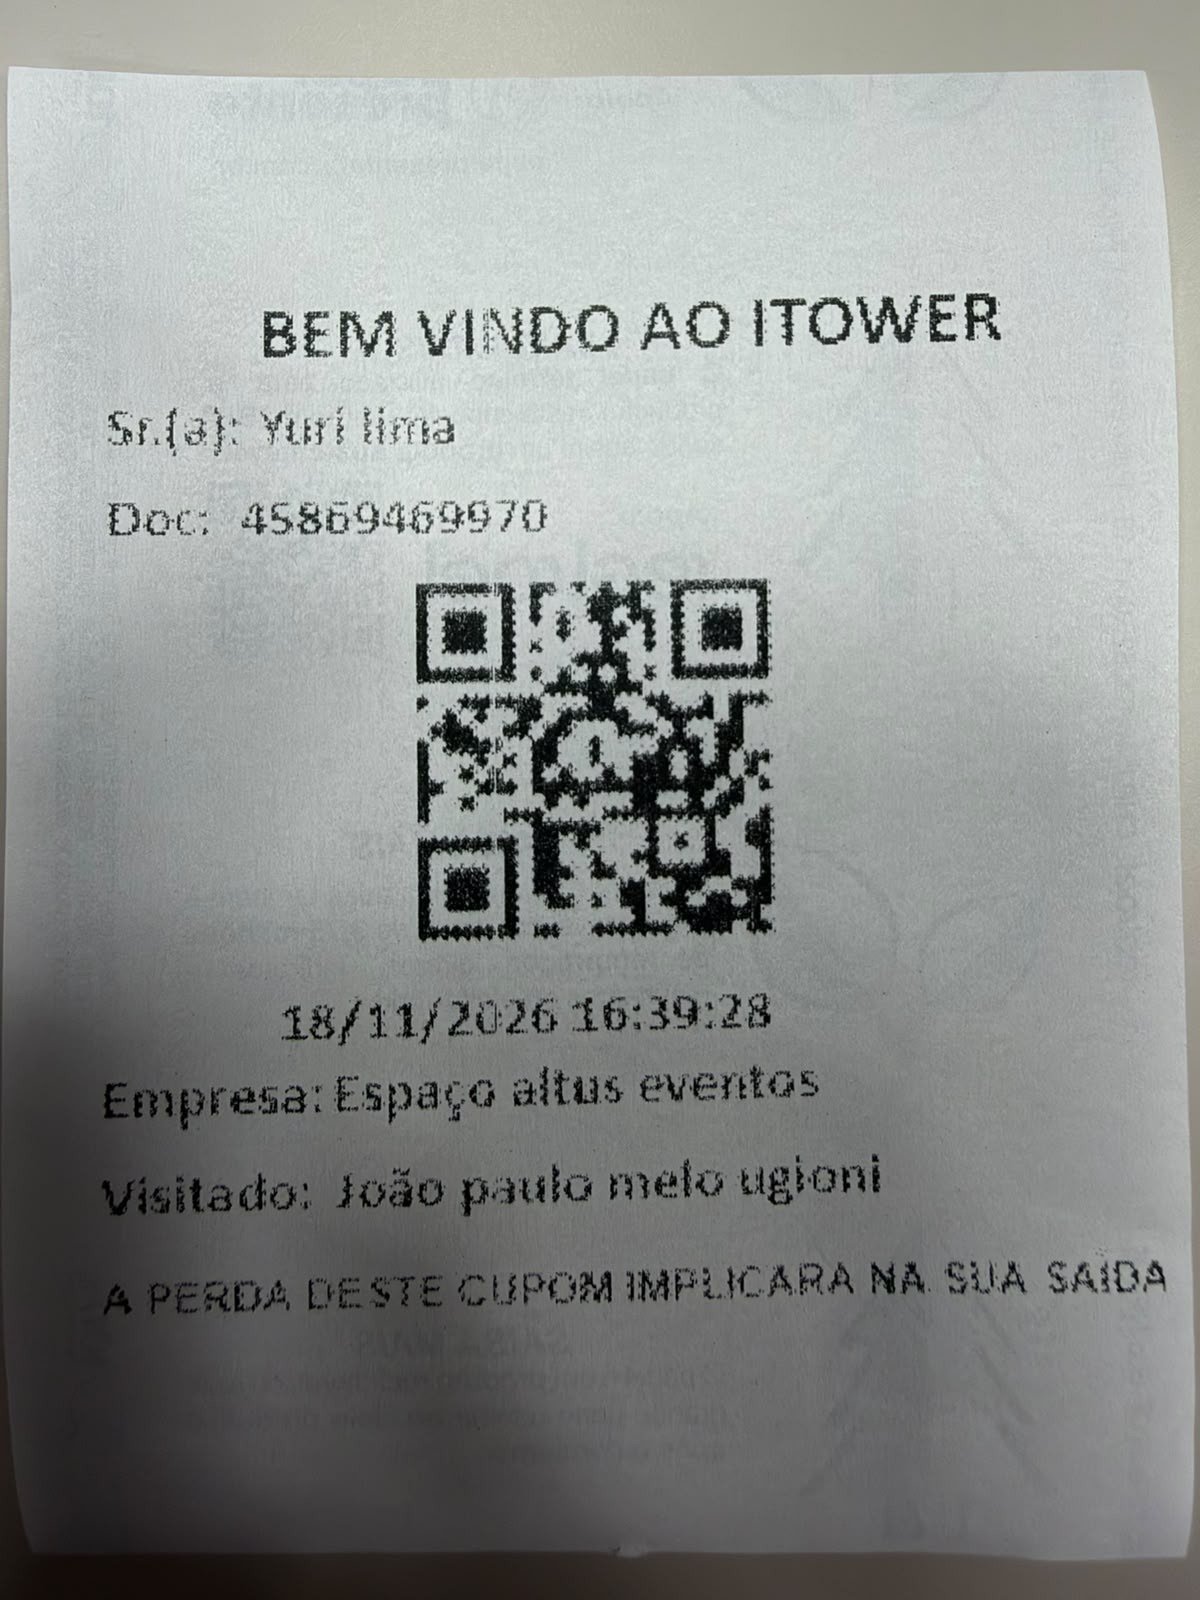 BEM VINDO AO ITOWER
Sr.(a): Yuri lima
Doc: 45869469970
18/11/2026 16:39:28
Empresa: Espaço altus eventos
Visitado: João paulo melo ugioni
A PERDA DESTE CUPOM IMPLICARA NA SUA SAIDA